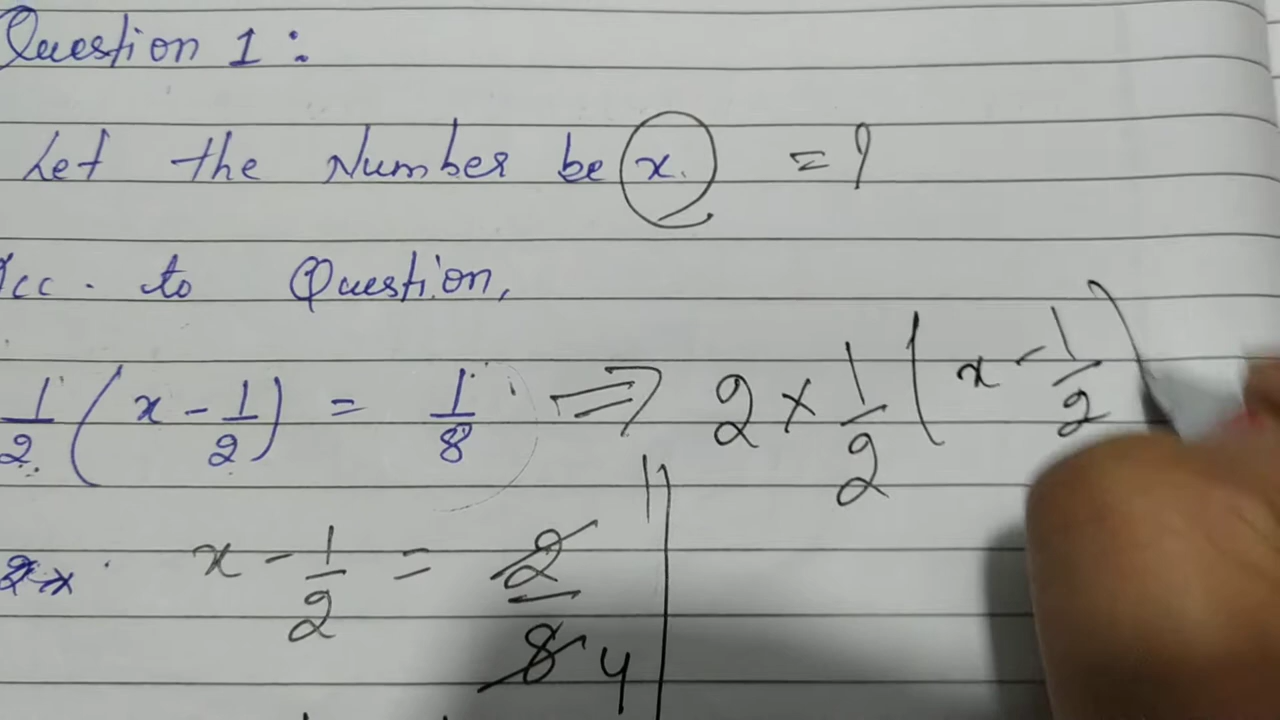 Question 1:
Let the Number be x. = ?
Acc. to Question,
1/2 (x - 1/2) = 1/8 ⇒ 2 × 1/2 (x - 1/2)
x - 1/2 = 2/8 4